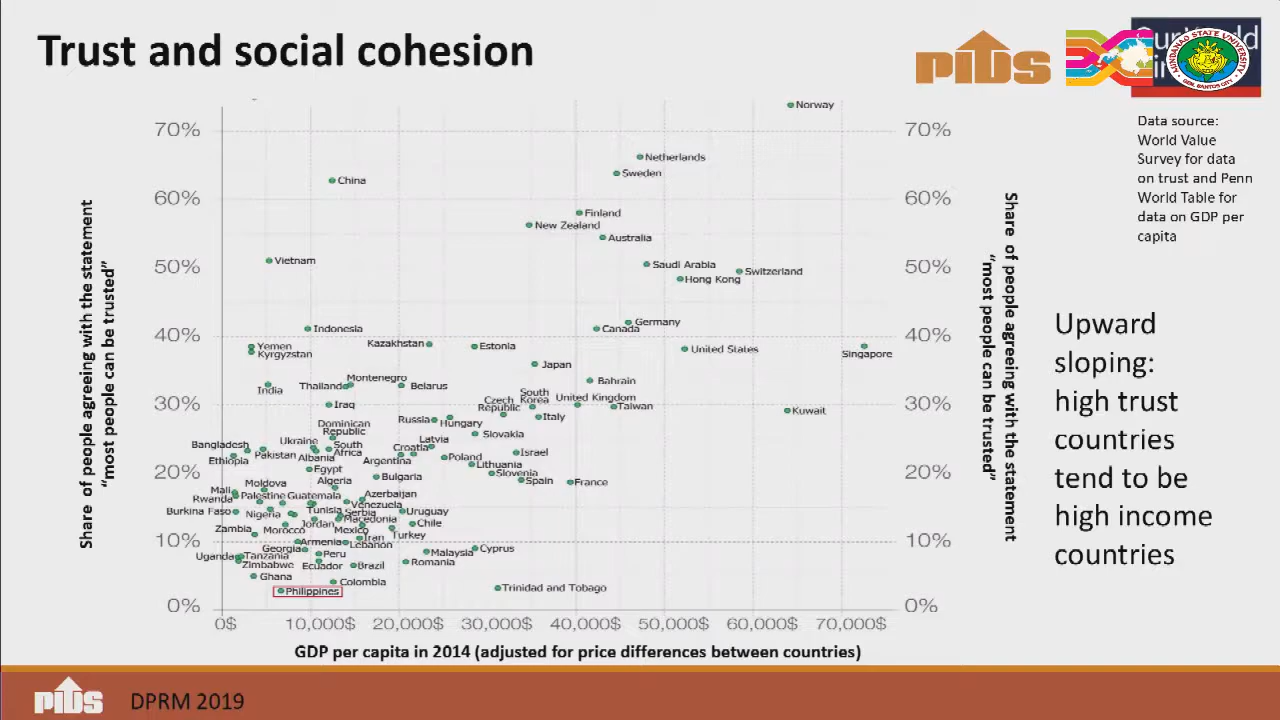 Trust and social cohesion
PIDS
MINDANAO STATE UNIVERSITY
GEN. SANTOS CITY
Data source:
World Value
Survey for data
on trust and Penn
World Table for
data on GDP per
capita
Share of people agreeing with the statement
“most people can be trusted”
70%
60%
50%
40%
30%
20%
10%
0%
Norway
Netherlands
Sweden
China
Finland
New Zealand
Australia
Vietnam
Saudi Arabia
Switzerland
Hong Kong
Germany
Indonesia
Canada
Yemen
Kyrgyzstan
Kazakhstan
Estonia
United States
Singapore
Japan
Montenegro
India
Thailand
Belarus
Bahrain
South
Korea
Czech
Republic
United Kingdom
Taiwan
Iraq
Kuwait
Russia
Hungary
Italy
Dominican
Republic
Slovakia
Bangladesh
Ukraine
South
Africa
Latvia
Croatia
Ethiopia
Pakistan
Albania
Argentina
Poland
Israel
Lithuania
Egypt
Slovenia
Moldova
Algeria
Bulgaria
Spain
France
Mali
Rwanda
Palestine
Guatemala
Azerbaijan
Venezuela
Burkina Faso
Nigeria
Tunisia
Serbia
Uruguay
Macedonia
Zambia
Morocco
Jordan
Mexico
Chile
Turkey
Armenia
Iran
Lebanon
Georgia
Uganda
Tanzania
Peru
Malaysia
Cyprus
Zimbabwe
Ecuador
Brazil
Romania
Ghana
Colombia
Philippines
Trinidad and Tobago
70%
60%
50%
40%
30%
20%
10%
0%
Share of people agreeing with the statement
“most people can be trusted”
0$ 10,000$ 20,000$ 30,000$ 40,000$ 50,000$ 60,000$ 70,000$
GDP per capita in 2014 (adjusted for price differences between countries)
Upward
sloping:
high trust
countries
tend to be
high income
countries
PIDS
DPRM 2019